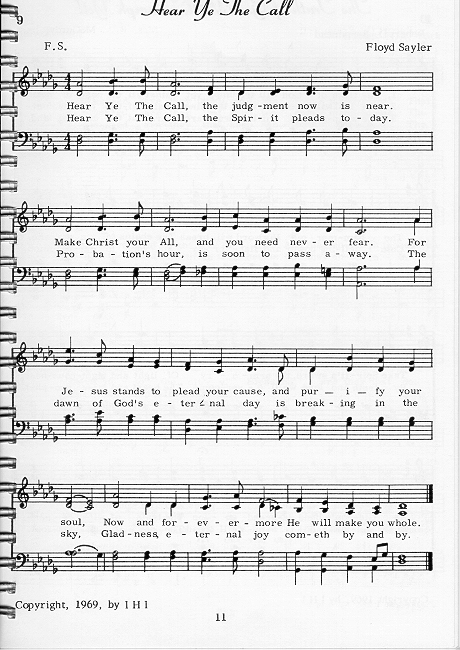 Hear Ye The Call
9
F.S. Floyd Sayler
Hear Ye The Call, the judg-ment now is near.
Hear Ye The Call, the Spir-it pleads to-day.
Make Christ your All, and you need nev-er fear. For
Pro-ba-tion's hour, is soon to pass a-way. The
Je-sus stands to plead your cause, and pur-i-fy your
dawn of God's e-ter-nal day is break-ing in the
soul, Now and for-ev-er-more He will make you whole.
sky, Glad-ness, e-ter-nal joy com-eth by and by.
Copyright, 1969, by IHI
11